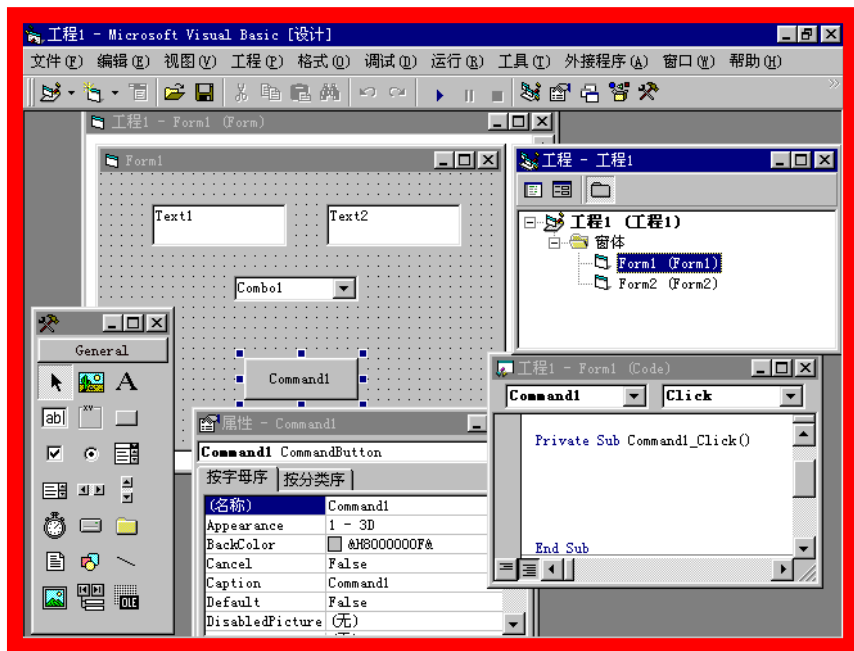 工程1 - Microsoft Visual Basic [设计]
文件(F) 编辑(E) 视图(V) 工程(P) 格式(O) 调试(D) 运行(R) 工具(T) 外接程序(A) 窗口(W) 帮助(H)
工程1 - Form1 (Form)
Form1
Text1
Text2
Combo1
Command1
General
A
ab
xv
OLE
属性 - Command1
Command1 CommandButton
按字母序 按分类序
(名称) Command1
Appearance 1 - 3D
BackColor &H8000000F&
Cancel False
Caption Command1
Default False
DisabledPicture (无)
工程 - 工程1
工程1 (工程1)
窗体
Form1 (Form1)
Form2 (Form2)
工程1 - Form1 (Code)
Command1 Click
Private Sub Command1_Click()
End Sub